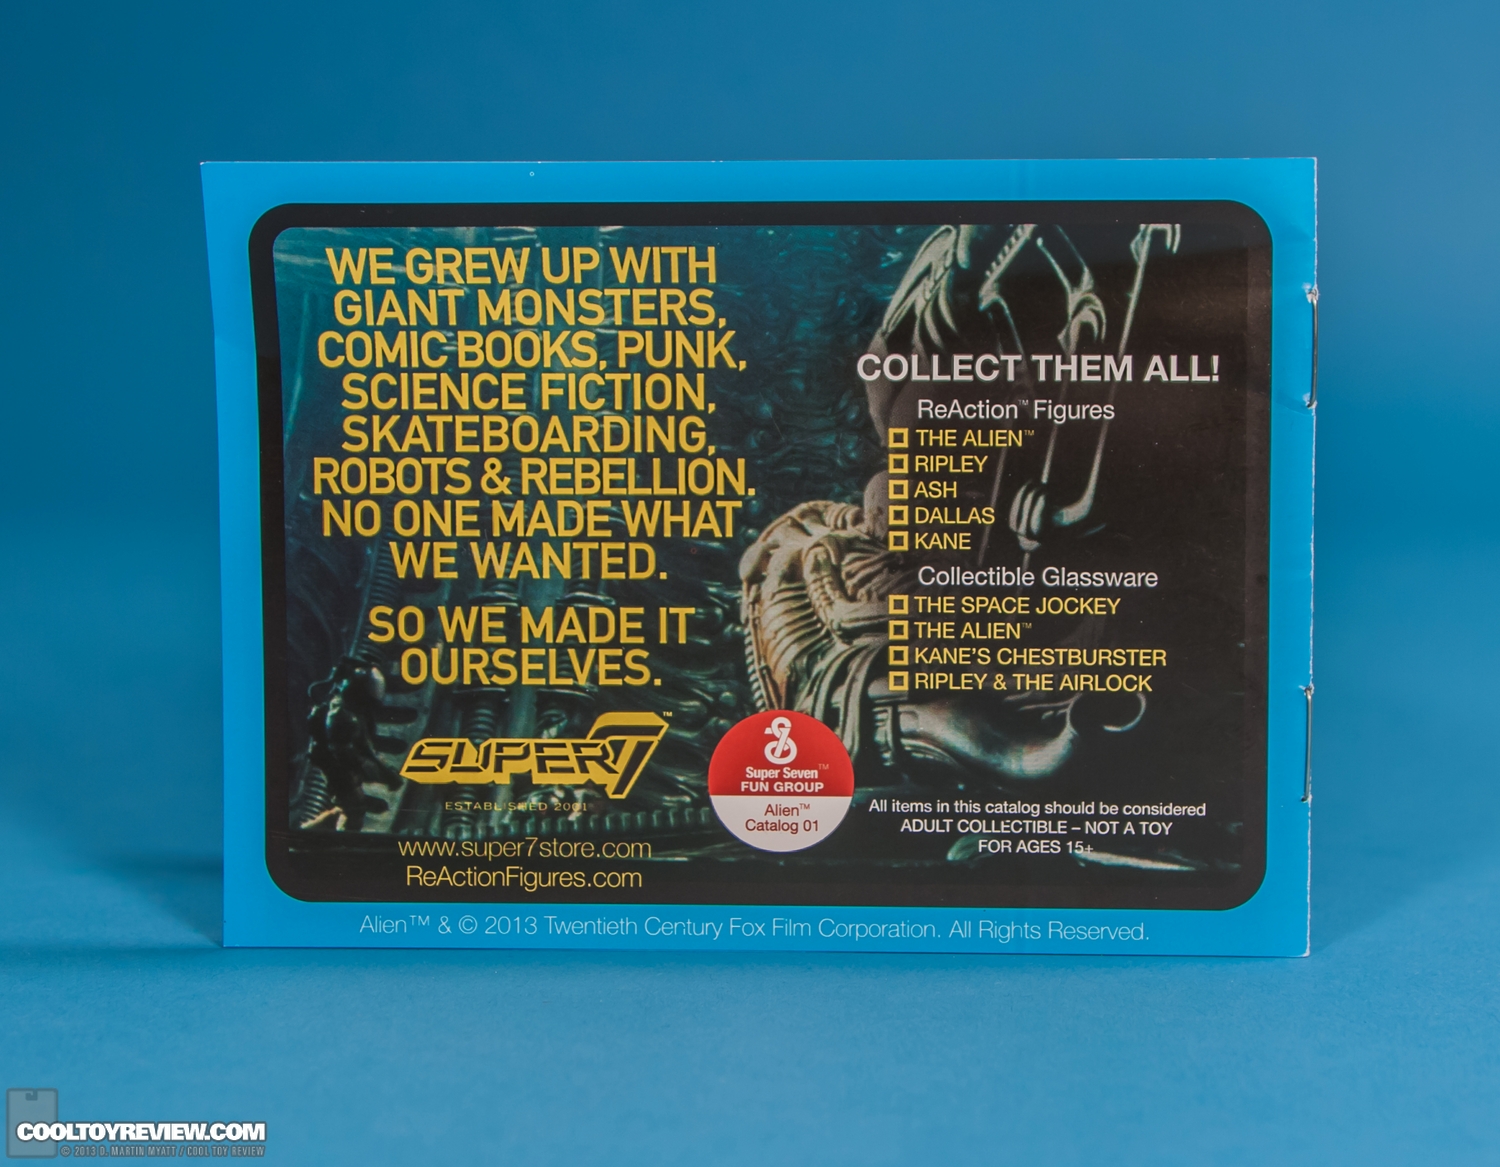 WE GREW UP WITH
GIANT MONSTERS,
COMIC BOOKS, PUNK,
SCIENCE FICTION,
SKATEBOARDING,
ROBOTS & REBELLION.
NO ONE MADE WHAT
WE WANTED.
SO WE MADE IT
OURSELVES.
SUPER7™
ESTABLISHED 2001
www.super7store.com
ReActionFigures.com
Super Seven™
FUN GROUP
Alien™
Catalog 01
COLLECT THEM ALL!
ReAction™ Figures
THE ALIEN™
RIPLEY
ASH
DALLAS
KANE
Collectible Glassware
THE SPACE JOCKEY
THE ALIEN™
KANE'S CHESTBURSTER
RIPLEY & THE AIRLOCK
All items in this catalog should be considered
ADULT COLLECTIBLE – NOT A TOY
FOR AGES 15+
Alien™ & © 2013 Twentieth Century Fox Film Corporation. All Rights Reserved.
COOLTOYREVIEW.COM
© 2013 D. MARTIN MYATT / COOL TOY REVIEW